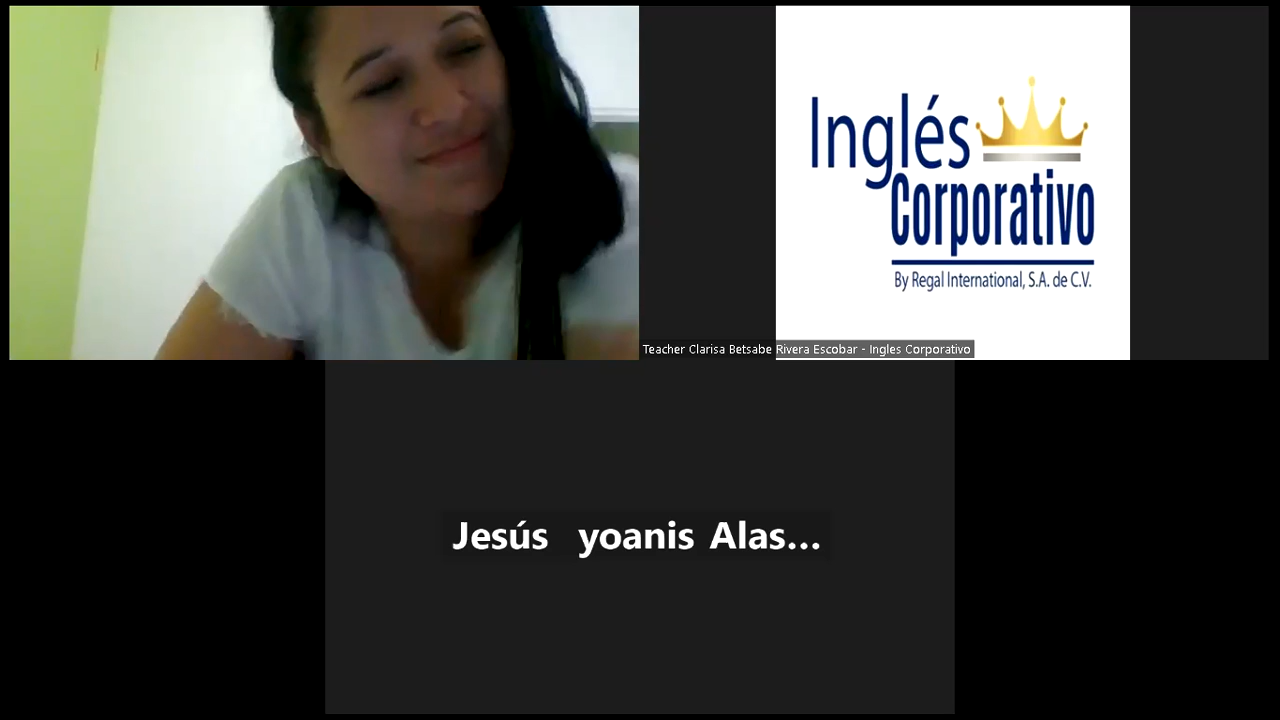 Inglés
Corporativo
By Regal International, S.A. de C.V.
Teacher Clarisa Betsabe Rivera Escobar - Ingles Corporativo
Jesús yoanis Alas...